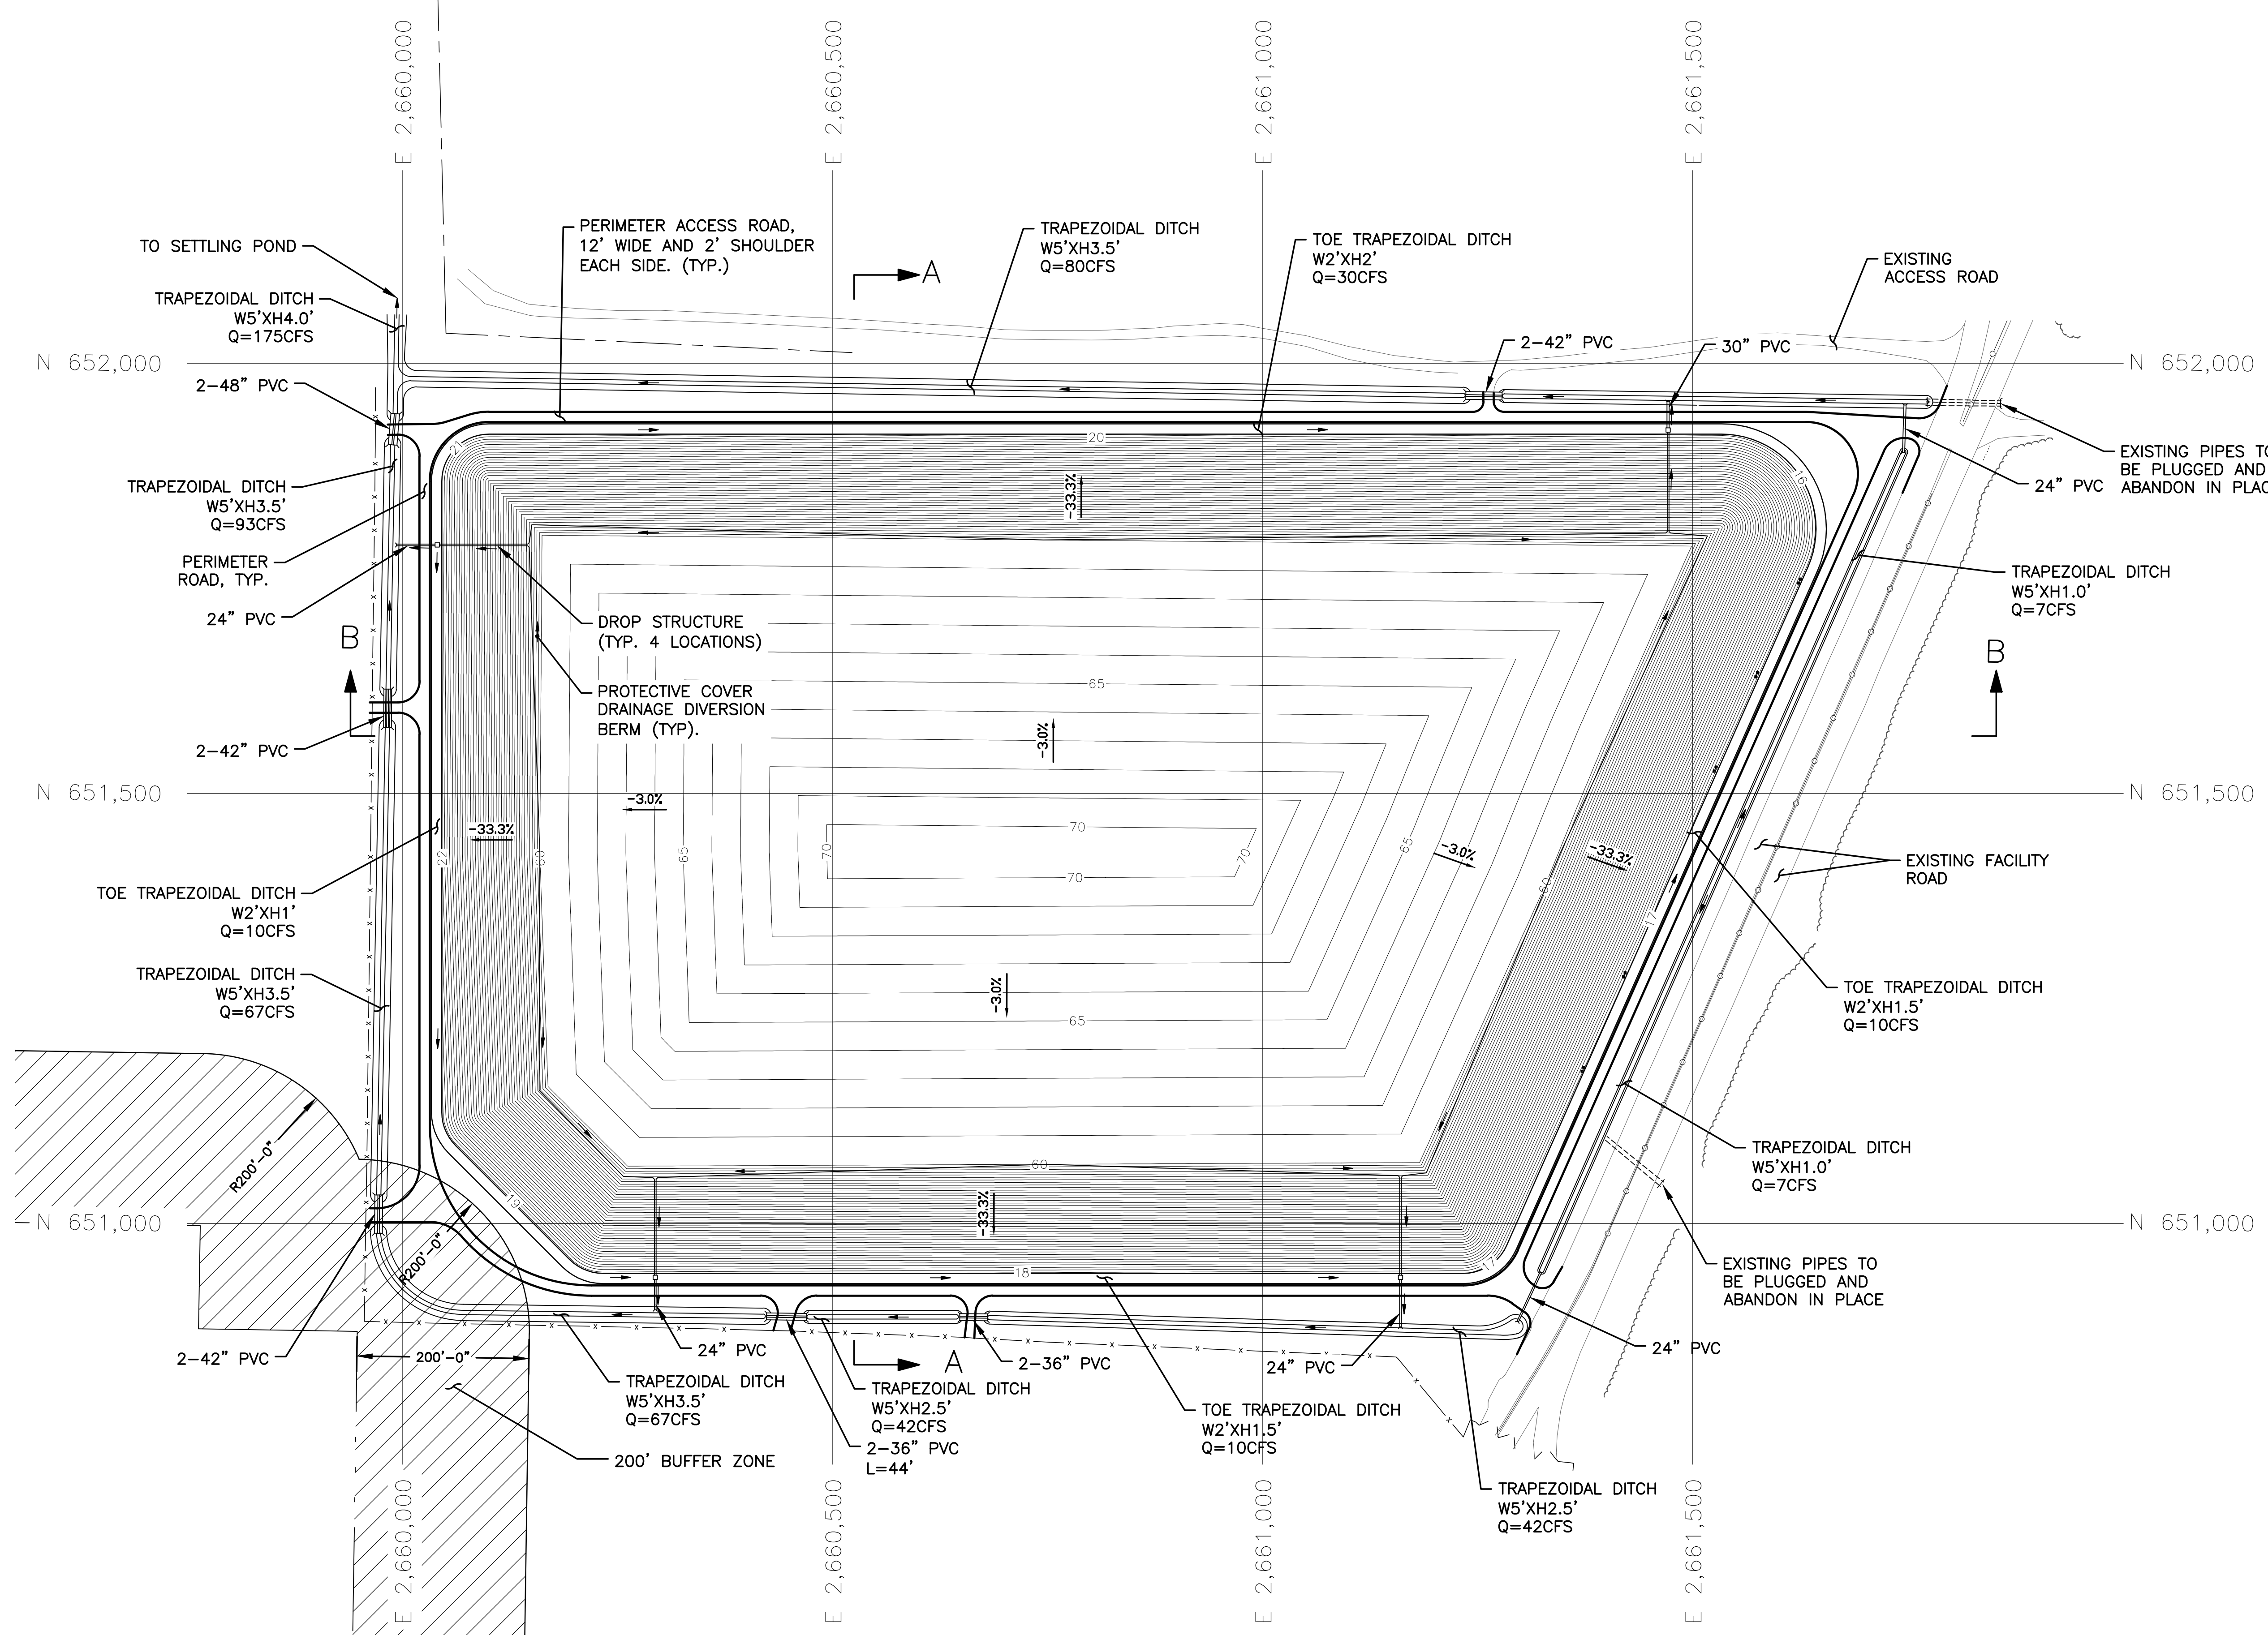 E 2,660,000
E 2,660,500
E 2,661,000
E 2,661,500
TO SETTLING POND
TRAPEZOIDAL DITCH
W5'XH4.0'
Q=175CFS
PERIMETER ACCESS ROAD,
12' WIDE AND 2' SHOULDER
EACH SIDE. (TYP.)
A
TRAPEZOIDAL DITCH
W5'XH3.5'
Q=80CFS
TOE TRAPEZOIDAL DITCH
W2'XH2'
Q=30CFS
EXISTING
ACCESS ROAD
2-42" PVC
30" PVC
N 652,000
N 652,000
2-48" PVC
21
20
16
EXISTING PIPES TO
BE PLUGGED AND
ABANDON IN PLAC
24" PVC
TRAPEZOIDAL DITCH
W5'XH3.5'
Q=93CFS
-33.3%
PERIMETER
ROAD, TYP.
24" PVC
TRAPEZOIDAL DITCH
W5'XH1.0'
Q=7CFS
DROP STRUCTURE
(TYP. 4 LOCATIONS)
B
B
PROTECTIVE COVER
DRAINAGE DIVERSION
BERM (TYP).
65
2-42" PVC
-3.0%
N 651,500
N 651,500
-3.0%
-33.3%
22
60
65
70
70
70
70
65
-3.0%
-33.3%
60
EXISTING FACILITY
ROAD
TOE TRAPEZOIDAL DITCH
W2'XH1'
Q=10CFS
17
TRAPEZOIDAL DITCH
W5'XH3.5'
Q=67CFS
-3.0%
65
TOE TRAPEZOIDAL DITCH
W2'XH1.5'
Q=10CFS
R200'-0"
TRAPEZOIDAL DITCH
W5'XH1.0'
Q=7CFS
60
19
-33.3%
N 651,000
N 651,000
R200'-0"
18
17
EXISTING PIPES TO
BE PLUGGED AND
ABANDON IN PLACE
2-42" PVC
200'-0"
24" PVC
A
2-36" PVC
24" PVC
24" PVC
TRAPEZOIDAL DITCH
W5'XH3.5'
Q=67CFS
TRAPEZOIDAL DITCH
W5'XH2.5'
Q=42CFS
2-36" PVC
L=44'
TOE TRAPEZOIDAL DITCH
W2'XH1.5'
Q=10CFS
200' BUFFER ZONE
TRAPEZOIDAL DITCH
W5'XH2.5'
Q=42CFS
E 2,660,000
E 2,660,500
E 2,661,000
E 2,661,500